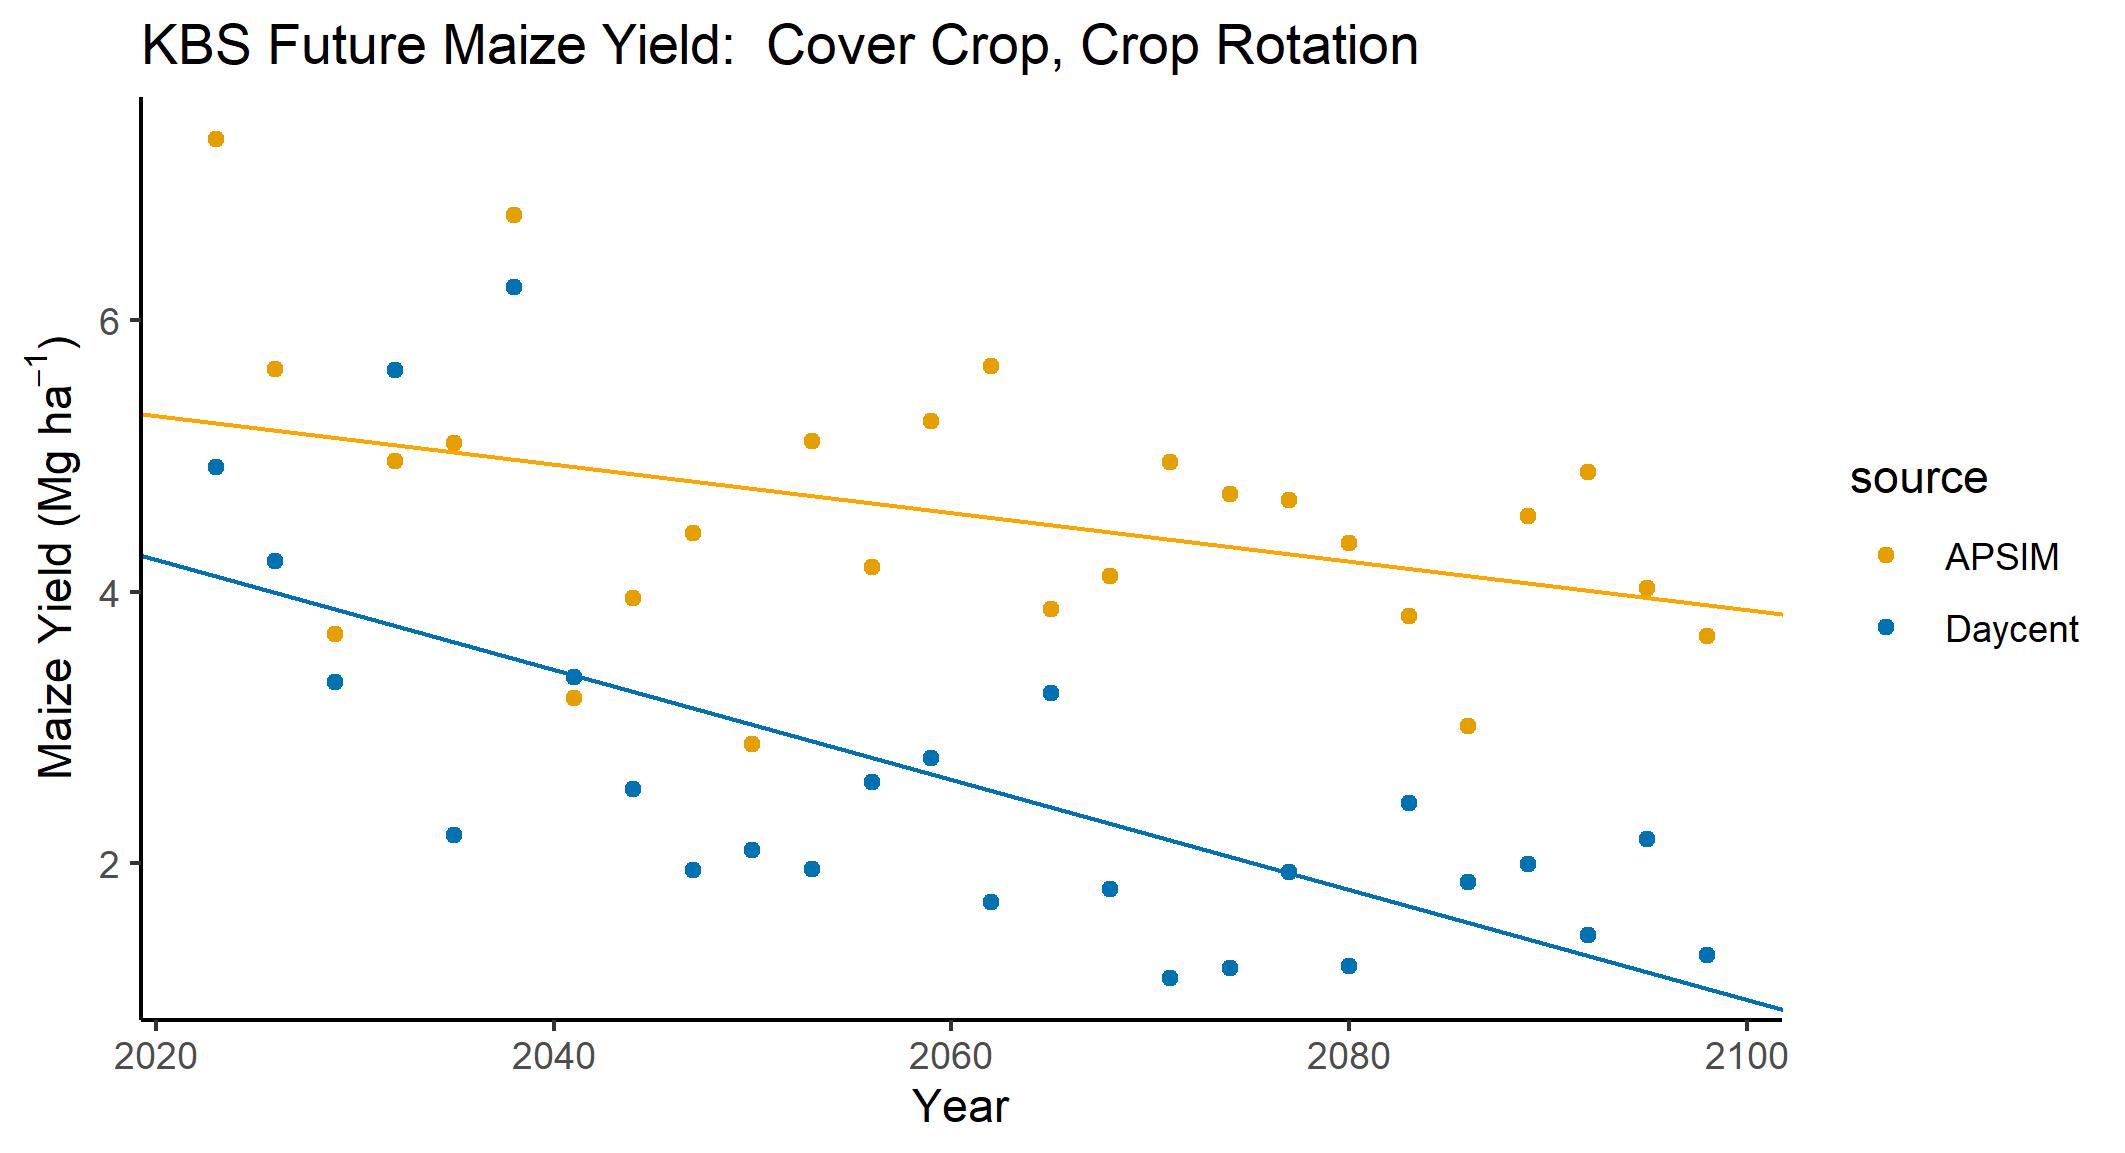 KBS Future Maize Yield:  Cover Crop, Crop Rotation
Maize Yield (Mg ha⁻¹)
6
4
2
2020 2040 2060 2080 2100
Year
source
APSIM
Daycent